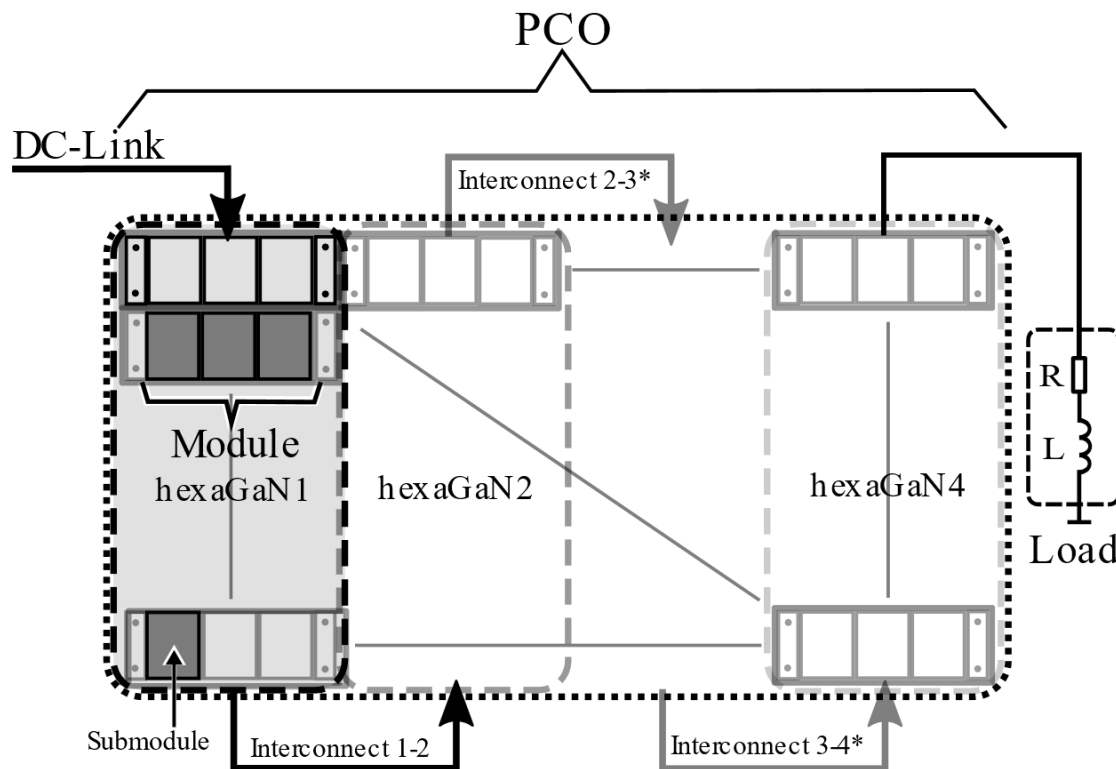 PCO
DC-Link
Interconnect 2-3*
Module
hexaGaN1
hexaGaN2
hexaGaN4
R
L
Load
Submodule
Interconnect 1-2
Interconnect 3-4*